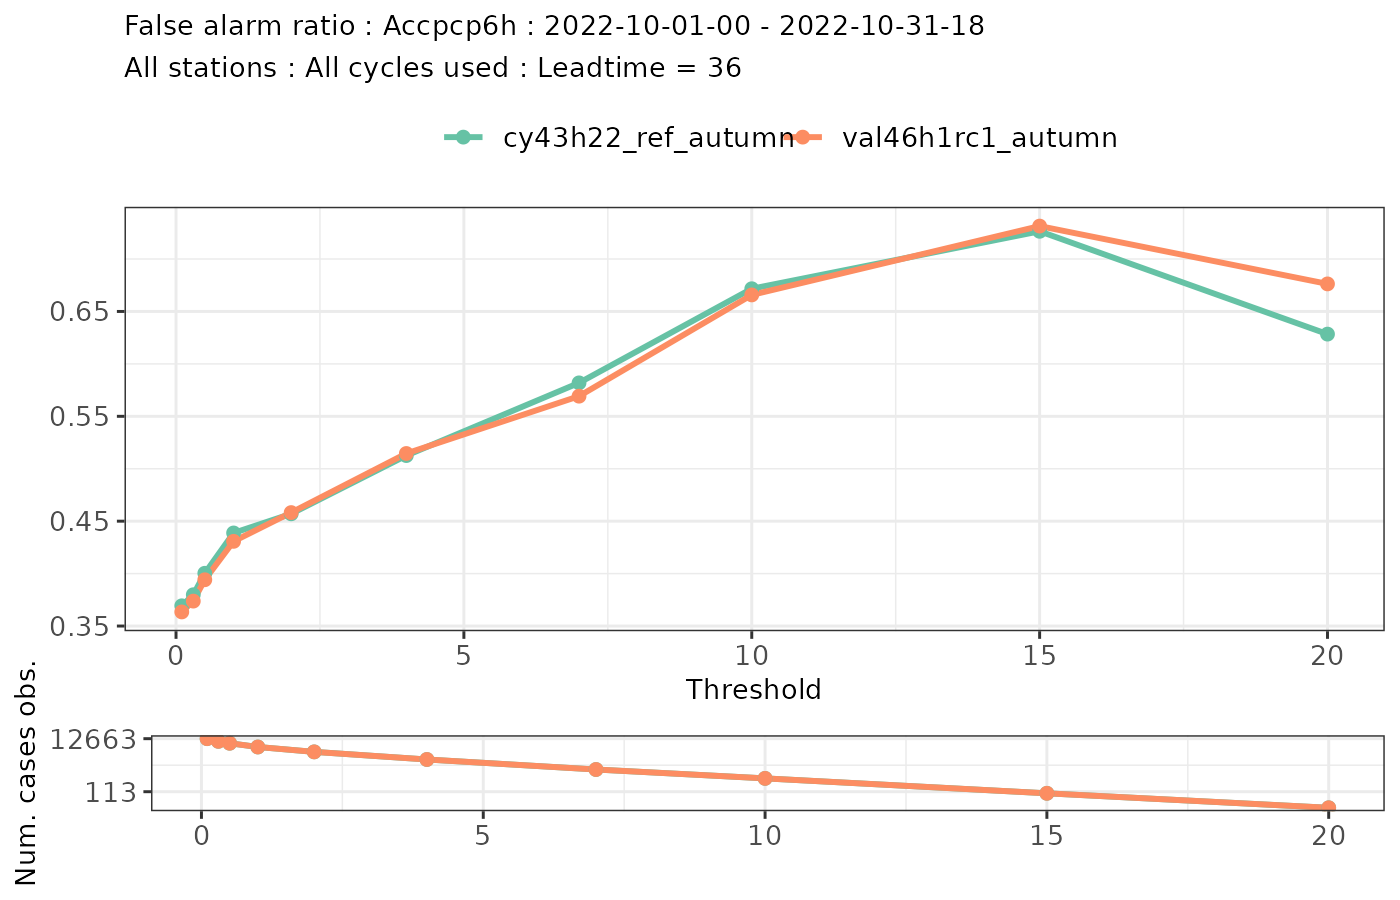 False alarm ratio : Accpcp6h : 2022-10-01-00 - 2022-10-31-18
All stations : All cycles used : Leadtime = 36
cy43h22_ref_autumn val46h1rc1_autumn
0.65
0.55
0.45
0.35
0 5 10 15 20
Threshold
Num. cases obs.
12663
113
0 5 10 15 20